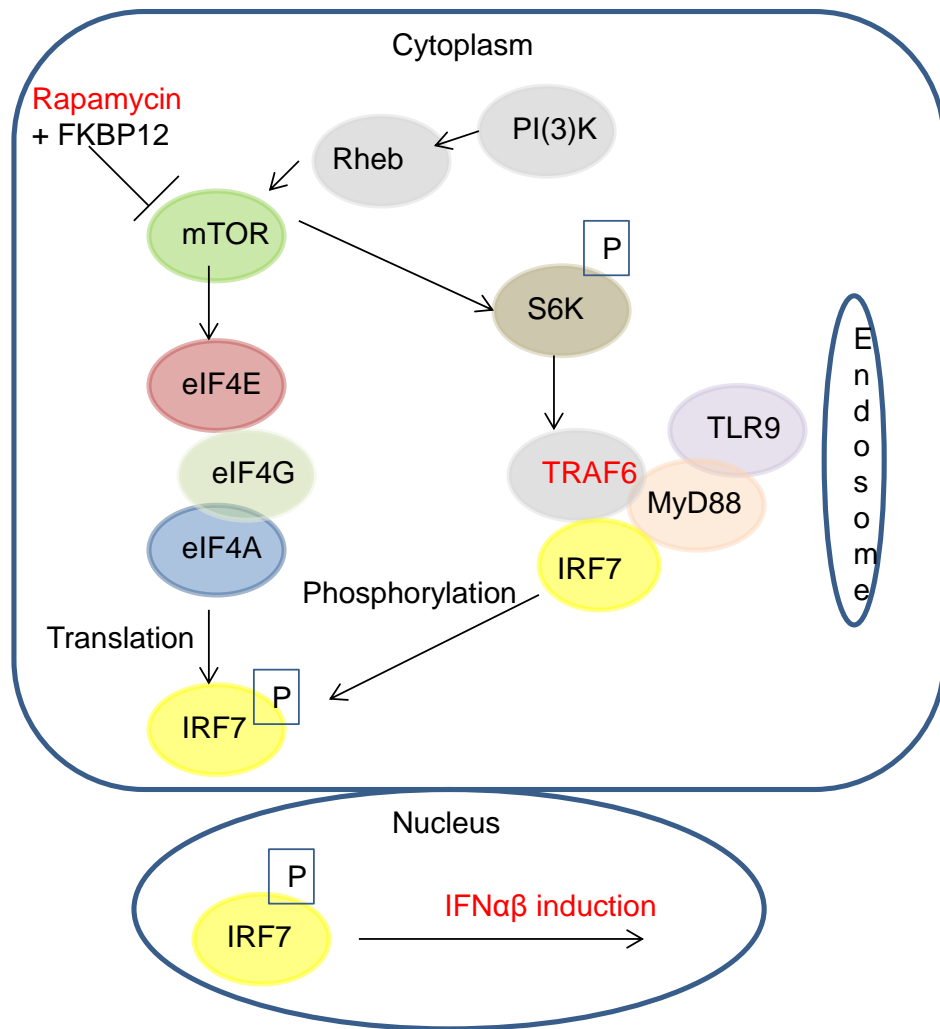 Cytoplasm
Rapamycin
+ FKBP12
PI(3)K
Rheb
mTOR
P
S6K
eIF4E
Endosome
TLR9
eIF4G
TRAF6
MyD88
eIF4A
IRF7
Phosphorylation
Translation
P
IRF7
Nucleus
P
IFNαβ induction
IRF7